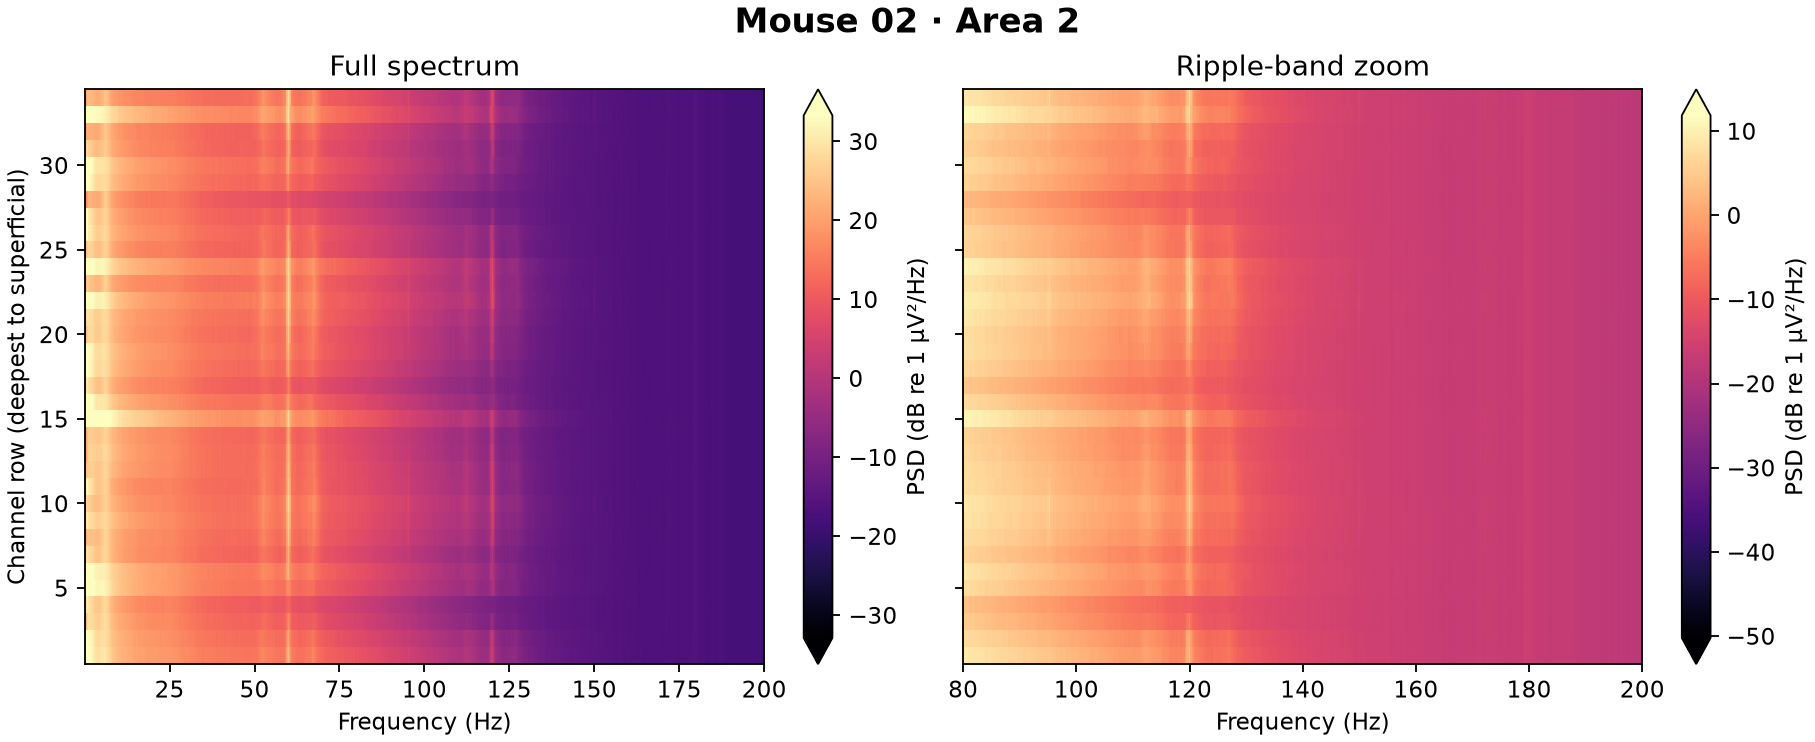 Mouse 02 · Area 2
Full spectrum
Ripple-band zoom
Channel row (deepest to superficial)
30
25
20
15
10
5
25 50 75 100 125 150 175 200
Frequency (Hz)
30
20
10
0
−10
−20
−30
PSD (dB re 1 µV²/Hz)
80 100 120 140 160 180 200
Frequency (Hz)
10
0
−10
−20
−30
−40
−50
PSD (dB re 1 µV²/Hz)